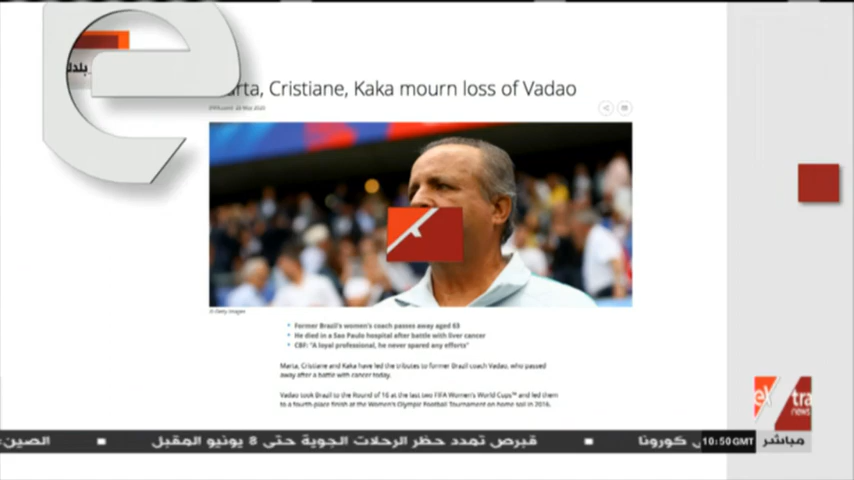 بلدك
arta, Cristiane, Kaka mourn loss of Vadao
2020
Former Brazil's women's coach passes away aged 63
He died in a Sao Paulo hospital after battle with liver cancer
CBF: "A loyal professional, he never spared any efforts"
Marta, Cristiane and Kaka have led the tributes to former Brazil coach Vadao, who passed
away after a battle with cancer today.
Vadao took Brazil to the Round of 16 at the last two FIFA Women's World Cups™ and led them
to a fourth-place finish at the Women's Olympic Football Tournament on home soil in 2016.
eX tra
news
مباشر
10:50GMT
كورونا ■ قبرص تمدد حظر الرحلات الجوية حتى 8 يونيو المقبل ■ الصين: